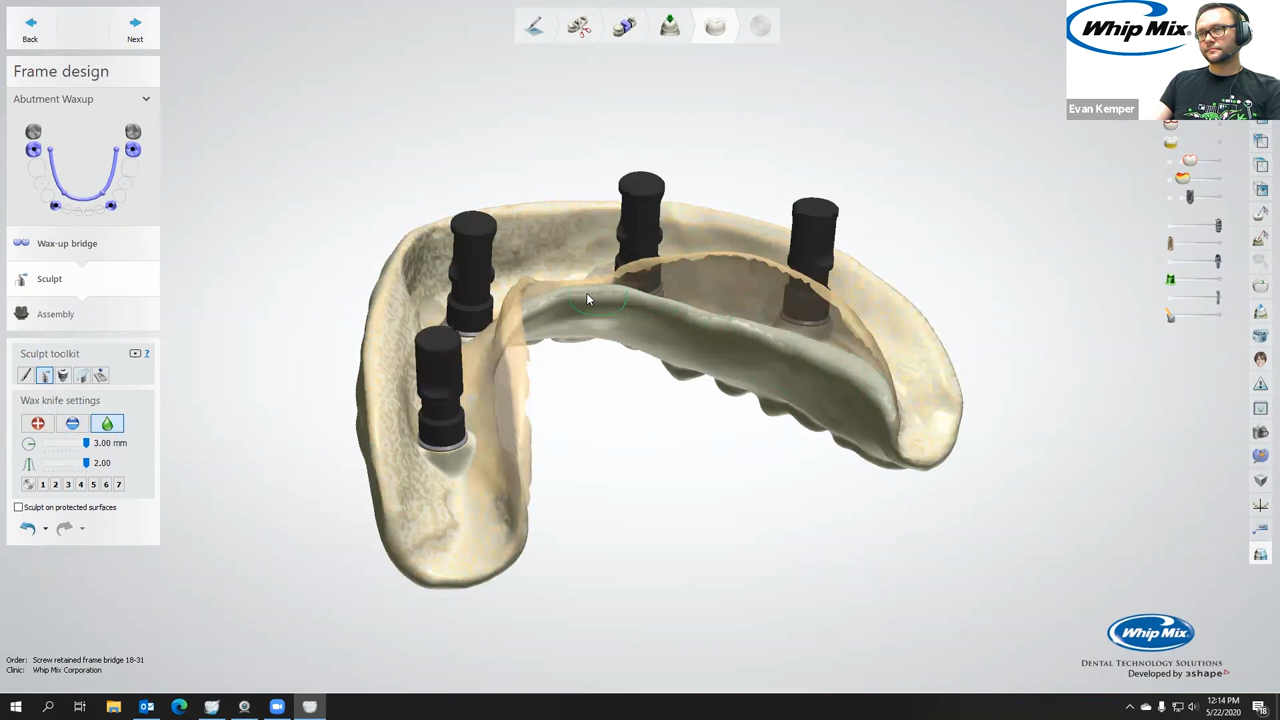 Back
Next
Frame design
Abutment Waxup
Wax-up bridge
Sculpt
Assembly
Sculpt toolkit
?
Wax knife settings
3.00 mm
2.00
1 2 3 4 5 6 7
Sculpt on protected surfaces
Order: Screw retained frame bridge 18-31
Clinic: Whip Mix Corporation
Whip Mix®
Evan Kemper
Whip Mix®
DENTAL TECHNOLOGY SOLUTIONS
Developed by 3shape
12:14 PM
5/22/2020
18